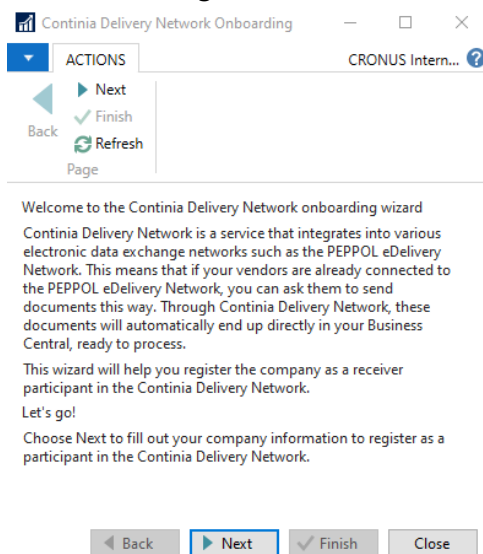 Continia Delivery Network Onboarding
ACTIONS
CRONUS Intern... ?
Back
Next
Finish
Refresh
Page
Welcome to the Continia Delivery Network onboarding wizard
Continia Delivery Network is a service that integrates into various
electronic data exchange networks such as the PEPPOL eDelivery
Network. This means that if your vendors are already connected to
the PEPPOL eDelivery Network, you can ask them to send
documents this way. Through Continia Delivery Network, these
documents will automatically end up directly in your Business
Central, ready to process.
This wizard will help you register the company as a receiver
participant in the Continia Delivery Network.
Let's go!
Choose Next to fill out your company information to register as a
participant in the Continia Delivery Network.
Back Next Finish Close